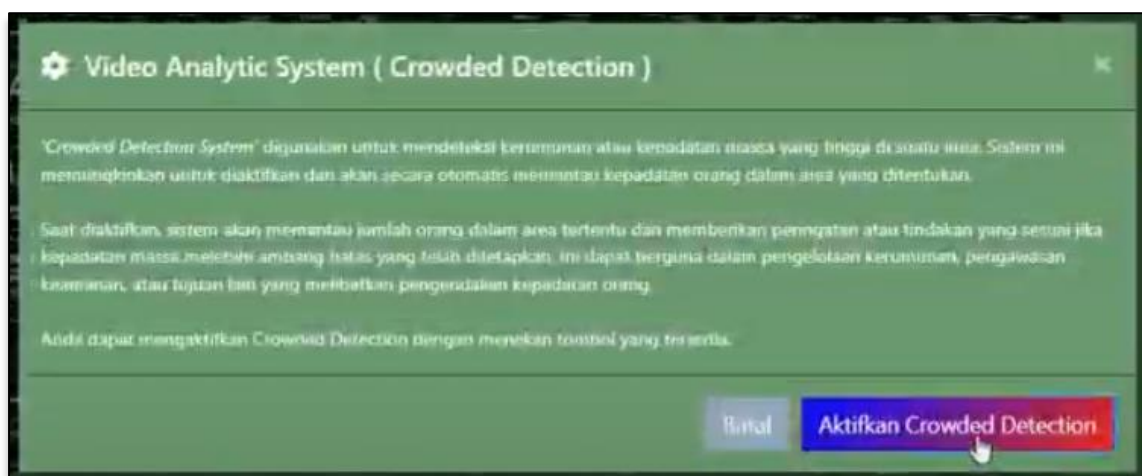 Video Analytic System ( Crowded Detection )
"Crowded Detection System" digunakan untuk mendeteksi kerumunan atau kepadatan massa yang tinggi di suatu area. Sistem ini
memungkinkan untuk diaktifkan dan akan secara otomatis memantau kepadatan orang dalam area yang ditentukan.
Saat diaktifkan, sistem akan memantau jumlah orang dalam area tertentu dan memberikan peringatan atau tindakan yang sesuai jika
kepadatan massa melebihi ambang batas yang telah ditetapkan. Ini dapat berguna dalam pengelolaan kerumunan, pengawasan
keamanan, atau tujuan lain yang melibatkan pengendalian kepadatan orang.
Anda dapat mengaktifkan Crowded Detection dengan menekan tombol yang tersedia.
Batal
Aktifkan Crowded Detection